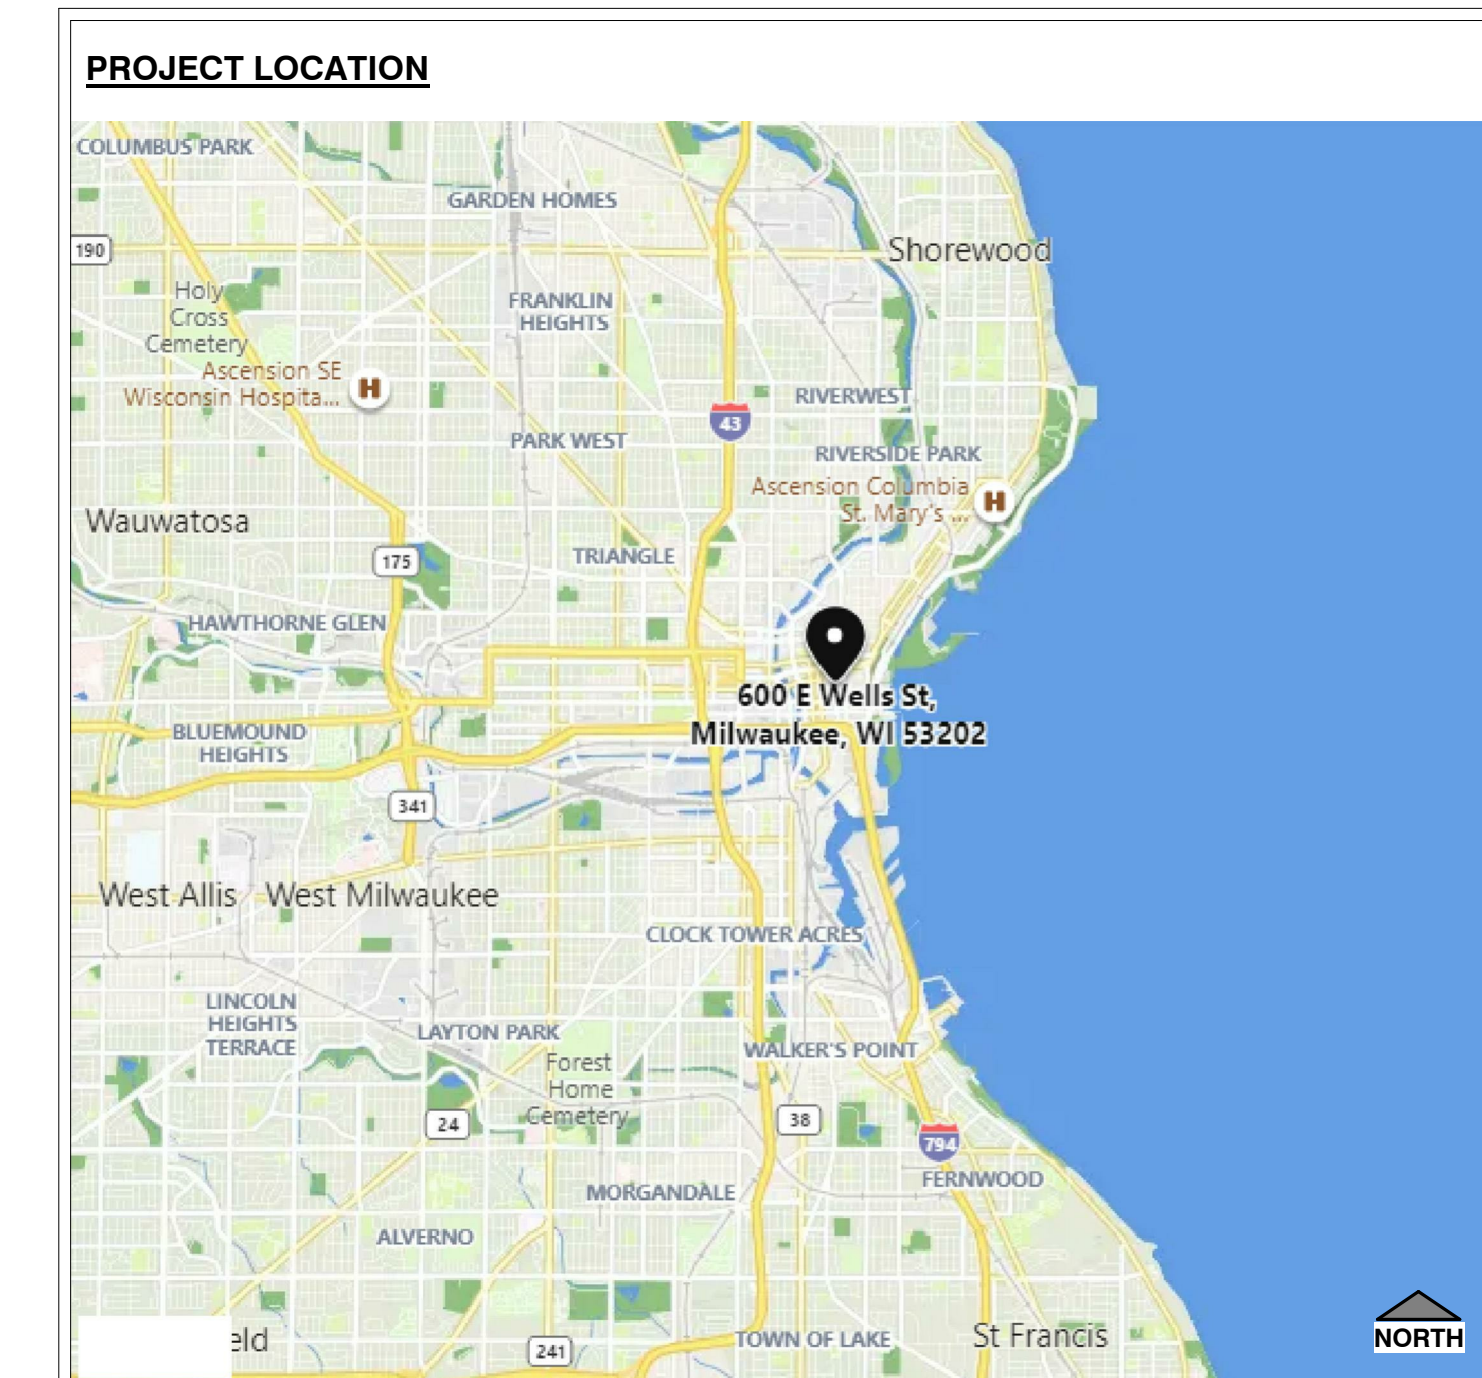 PROJECT LOCATION
COLUMBUS PARK
GARDEN HOMES
190
Shorewood
Holy
Cross
Cemetery
FRANKLIN
HEIGHTS
Ascension SE
Wisconsin Hospita...
H
RIVERWEST
43
PARK WEST
RIVERSIDE PARK
Ascension Columbia
St. Mary's ...
H
Wauwatosa
175
TRIANGLE
HAWTHORNE GLEN
600 E Wells St,
Milwaukee, WI 53202
BLUEMOUND
HEIGHTS
341
West Allis
West Milwaukee
CLOCK TOWER ACRES
LINCOLN
HEIGHTS
TERRACE
LAYTON PARK
WALKER'S POINT
Forest
Home
Cemetery
24
38
794
FERNWOOD
MORGANDALE
ALVERNO
eld
241
TOWN OF LAKE
St Francis
NORTH